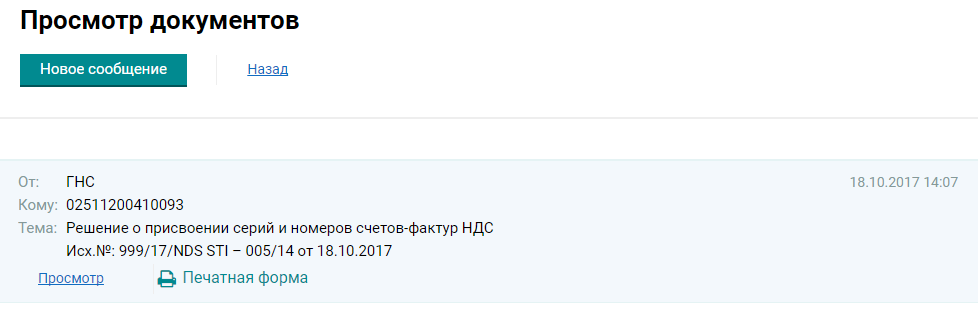 Просмотр документов
Новое сообщение
Назад
От: ГНС 18.10.2017 14:07
Кому: 02511200410093
Тема: Решение о присвоении серий и номеров счетов-фактур НДС
Исх.№: 999/17/NDS STI – 005/14 от 18.10.2017
Просмотр Печатная форма